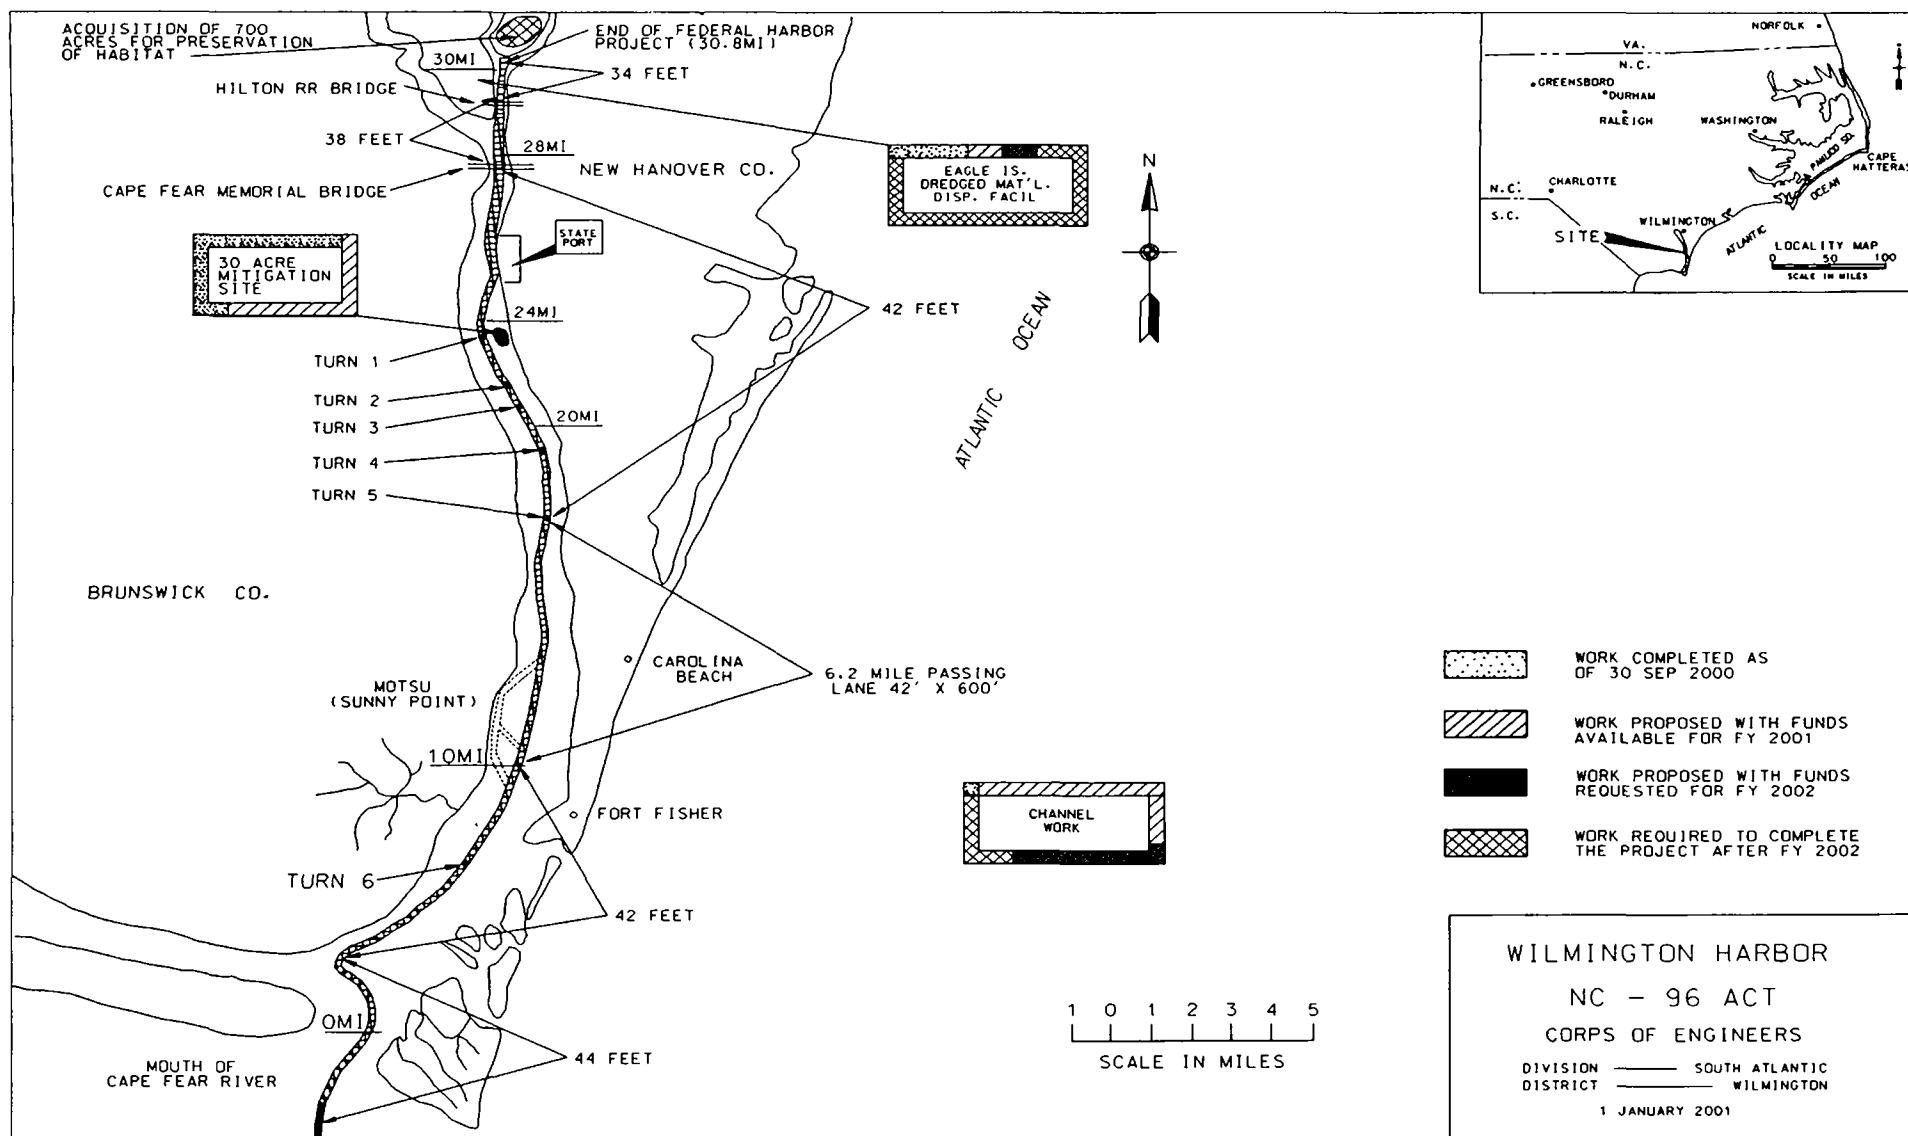 ACQUISITION OF 700
ACRES FOR PRESERVATION
OF HABITAT
END OF FEDERAL HARBOR
PROJECT (30.8MI)
30MI
34 FEET
HILTON RR BRIDGE
38 FEET
28MI
NEW HANOVER CO.
CAPE FEAR MEMORIAL BRIDGE
EAGLE IS.
DREDGED MAT'L.
DISP. FACIL
N
STATE
PORT
30 ACRE
MITIGATION
SITE
24MI
42 FEET
ATLANTIC OCEAN
TURN 1
TURN 2
TURN 3
20MI
TURN 4
TURN 5
BRUNSWICK CO.
CAROLINA
BEACH
6.2 MILE PASSING
LANE 42' X 600'
MOTSU
(SUNNY POINT)
10MI
FORT FISHER
CHANNEL
WORK
TURN 6
42 FEET
0MI
44 FEET
MOUTH OF
CAPE FEAR RIVER
1 0 1 2 3 4 5
SCALE IN MILES
NORFOLK
VA.
N.C.
GREENSBORO
DURHAM
RALEIGH
WASHINGTON
PAMLICO SD.
CAPE
HATTERAS
OCEAN
CHARLOTTE
N.C.
S.C.
WILMINGTON
SITE
ATLANTIC
LOCALITY MAP
0 50 100
SCALE IN MILES
WORK COMPLETED AS
OF 30 SEP 2000
WORK PROPOSED WITH FUNDS
AVAILABLE FOR FY 2001
WORK PROPOSED WITH FUNDS
REQUESTED FOR FY 2002
WORK REQUIRED TO COMPLETE
THE PROJECT AFTER FY 2002
WILMINGTON HARBOR
NC - 96 ACT
CORPS OF ENGINEERS
DIVISION SOUTH ATLANTIC
DISTRICT WILMINGTON
1 JANUARY 2001